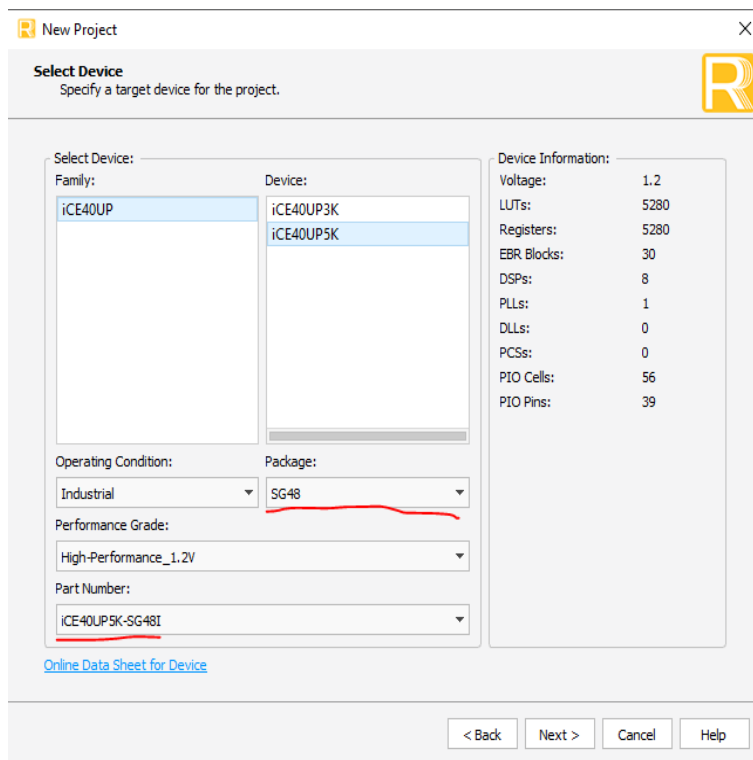 New Project
Select Device
Specify a target device for the project.
Select Device:
Family:
Device:
iCE40UP
iCE40UP3K
iCE40UP5K
Operating Condition:
Package:
Industrial
SG48
Performance Grade:
High-Performance_1.2V
Part Number:
iCE40UP5K-SG48I
Online Data Sheet for Device
Device Information:
Voltage: 1.2
LUTs: 5280
Registers: 5280
EBR Blocks: 30
DSPs: 8
PLLs: 1
DLLs: 0
PCSs: 0
PIO Cells: 56
PIO Pins: 39
< Back
Next >
Cancel
Help